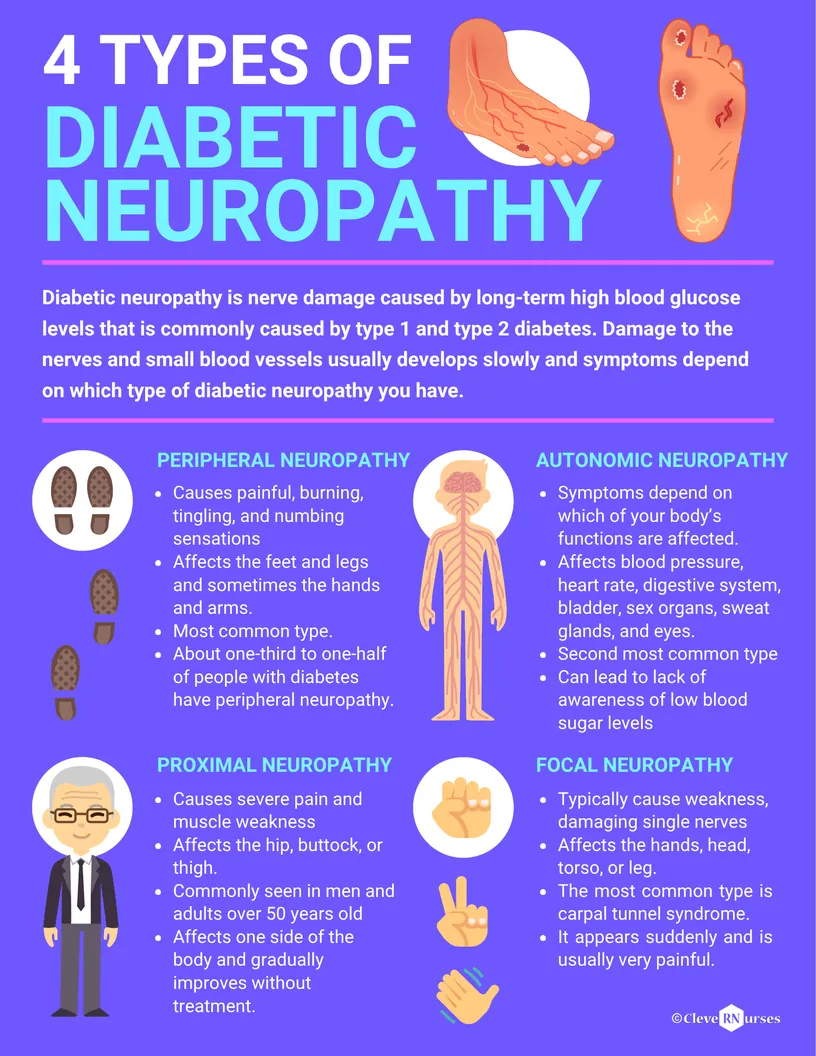 4 TYPES OF
DIABETIC
NEUROPATHY
Diabetic neuropathy is nerve damage caused by long-term high blood glucose
levels that is commonly caused by type 1 and type 2 diabetes. Damage to the
nerves and small blood vessels usually develops slowly and symptoms depend
on which type of diabetic neuropathy you have.
PERIPHERAL NEUROPATHY
• Causes painful, burning,
tingling, and numbing
sensations
• Affects the feet and legs
and sometimes the hands
and arms.
• Most common type.
• About one-third to one-half
of people with diabetes
have peripheral neuropathy.
AUTONOMIC NEUROPATHY
• Symptoms depend on
which of your body's
functions are affected.
• Affects blood pressure,
heart rate, digestive system,
bladder, sex organs, sweat
glands, and eyes.
• Second most common type
• Can lead to lack of
awareness of low blood
sugar levels
PROXIMAL NEUROPATHY
• Causes severe pain and
muscle weakness
• Affects the hip, buttock, or
thigh.
• Commonly seen in men and
adults over 50 years old
• Affects one side of the
body and gradually
improves without
treatment.
FOCAL NEUROPATHY
• Typically cause weakness,
damaging single nerves
• Affects the hands, head,
torso, or leg.
• The most common type is
carpal tunnel syndrome.
• It appears suddenly and is
usually very painful.
©CleveRNurses